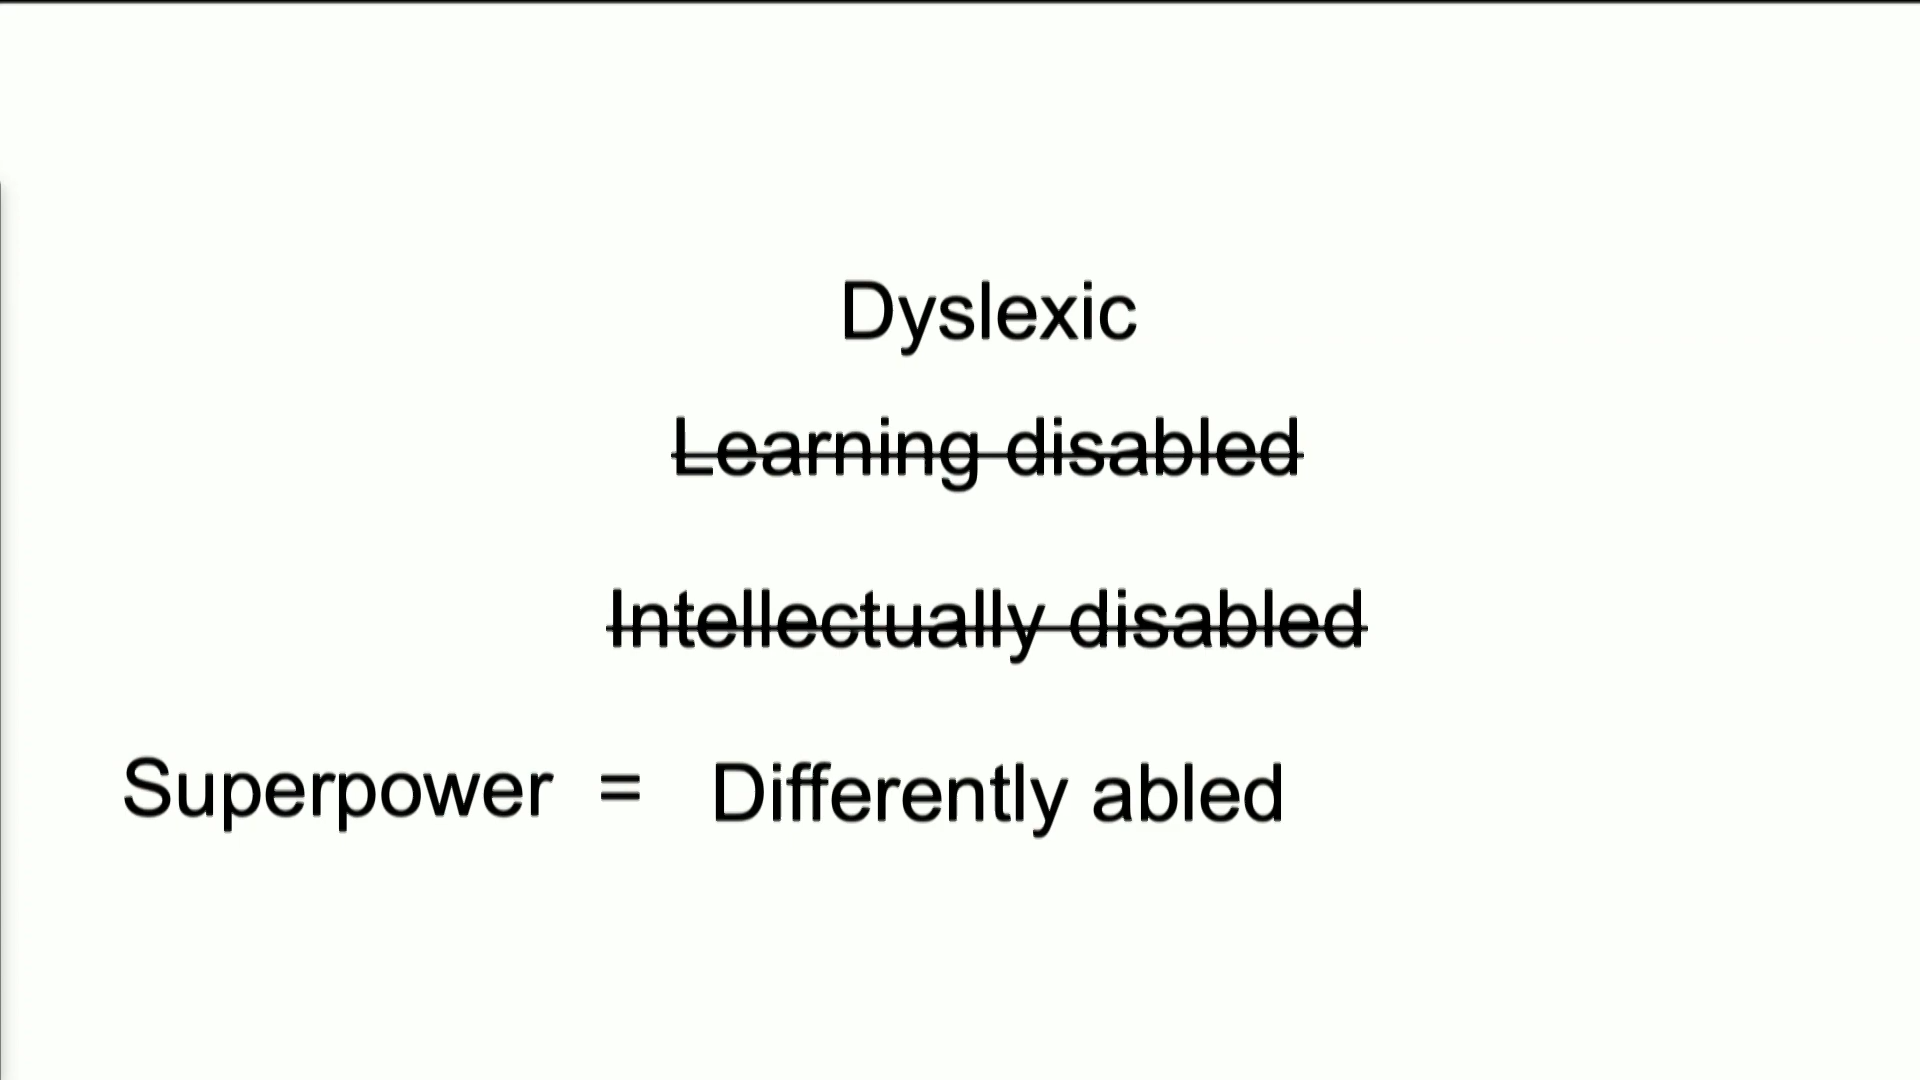 Dyslexic
Learning disabled
Intellectually disabled
Superpower = Differently abled